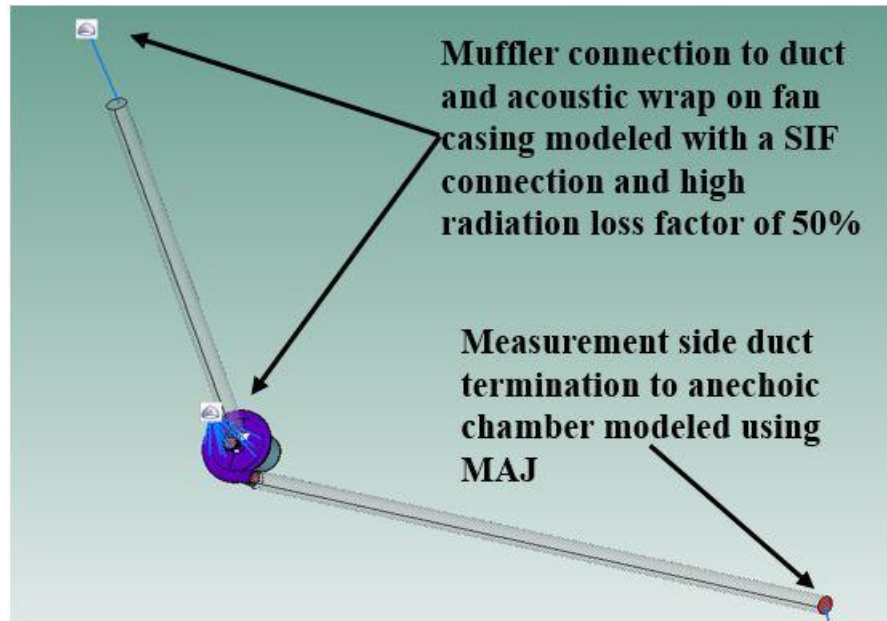 Muffler connection to duct
and acoustic wrap on fan
casing modeled with a SIF
connection and high
radiation loss factor of 50%
Measurement side duct
termination to anechoic
chamber modeled using
MAJ